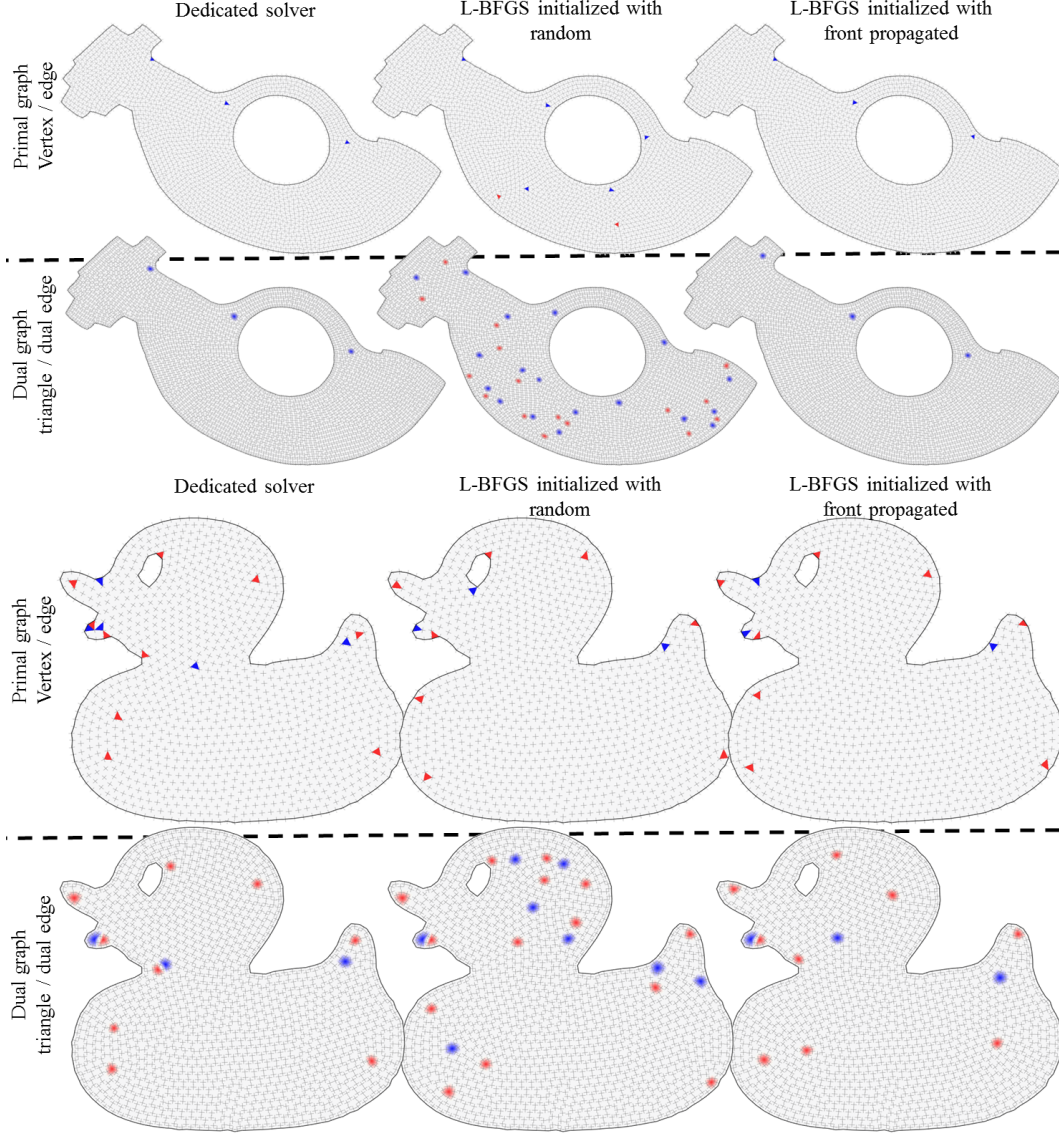 Dedicated solver
L-BFGS initialized with
random
L-BFGS initialized with
front propagated
Primal graph
Vertex / edge
Dual graph
triangle / dual edge
Dedicated solver
L-BFGS initialized with
random
L-BFGS initialized with
front propagated
Primal graph
Vertex / edge
Dual graph
triangle / dual edge